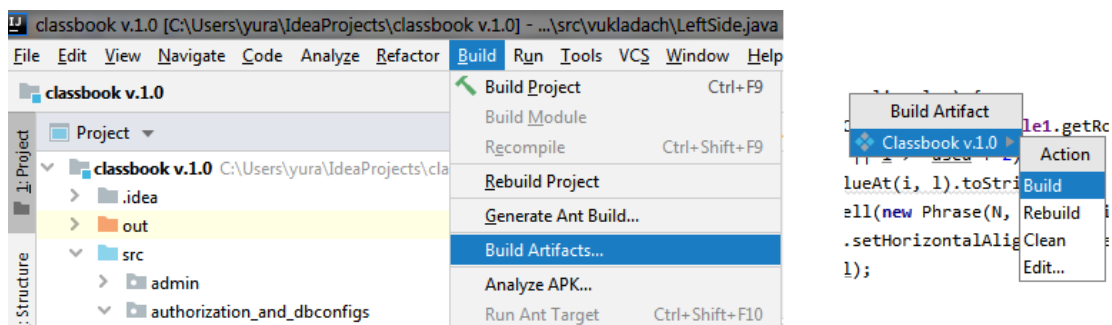 classbook v.1.0 [C:\Users\yura\IdeaProjects\classbook v.1.0] - ...\src\vukladach\LeftSide.java
File Edit View Navigate Code Analyze Refactor Build Run Tools VCS Window Help
classbook v.1.0
Project
1: Project
classbook v.1.0 C:\Users\yura\IdeaProjects\cla
.idea
out
src
admin
authorization_and_dbconfigs
Structure
Build Project Ctrl+F9
Build Module
Recompile Ctrl+Shift+F9
Rebuild Project
Generate Ant Build...
Build Artifacts...
Analyze APK...
Run Ant Target Ctrl+Shift+F10
Build Artifact
Classbook v.1.0
le1.getRo
Action
Build
Rebuild
Clean
Edit...
lueAt(i, l).toStri
ell(new Phrase(N,
.setHorizontalAlig
l);